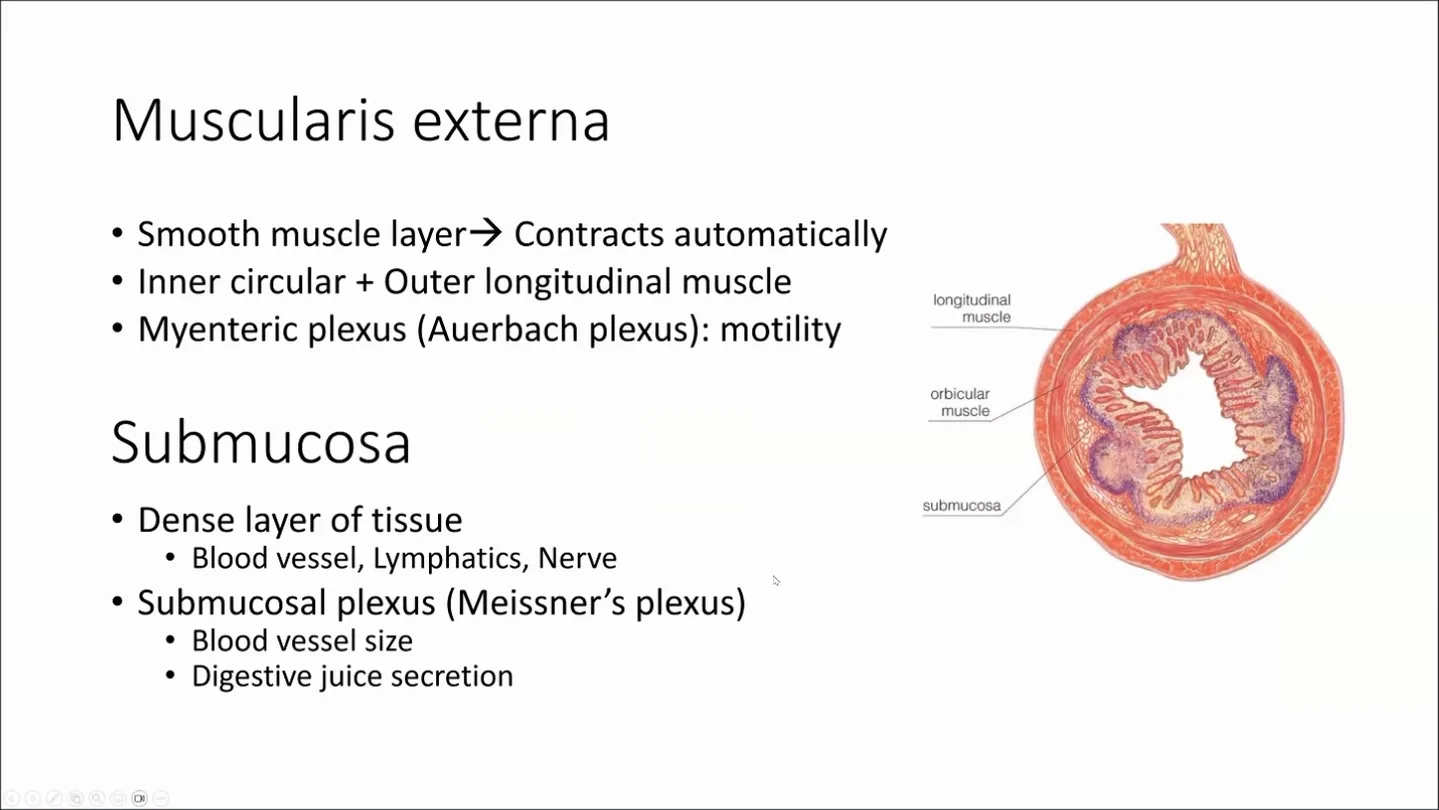 Muscularis externa
• Smooth muscle layer→ Contracts automatically
• Inner circular + Outer longitudinal muscle
• Myenteric plexus (Auerbach plexus): motility
Submucosa
• Dense layer of tissue
• Blood vessel, Lymphatics, Nerve
• Submucosal plexus (Meissner’s plexus)
• Blood vessel size
• Digestive juice secretion
longitudinal
muscle
orbicular
muscle
submucosa